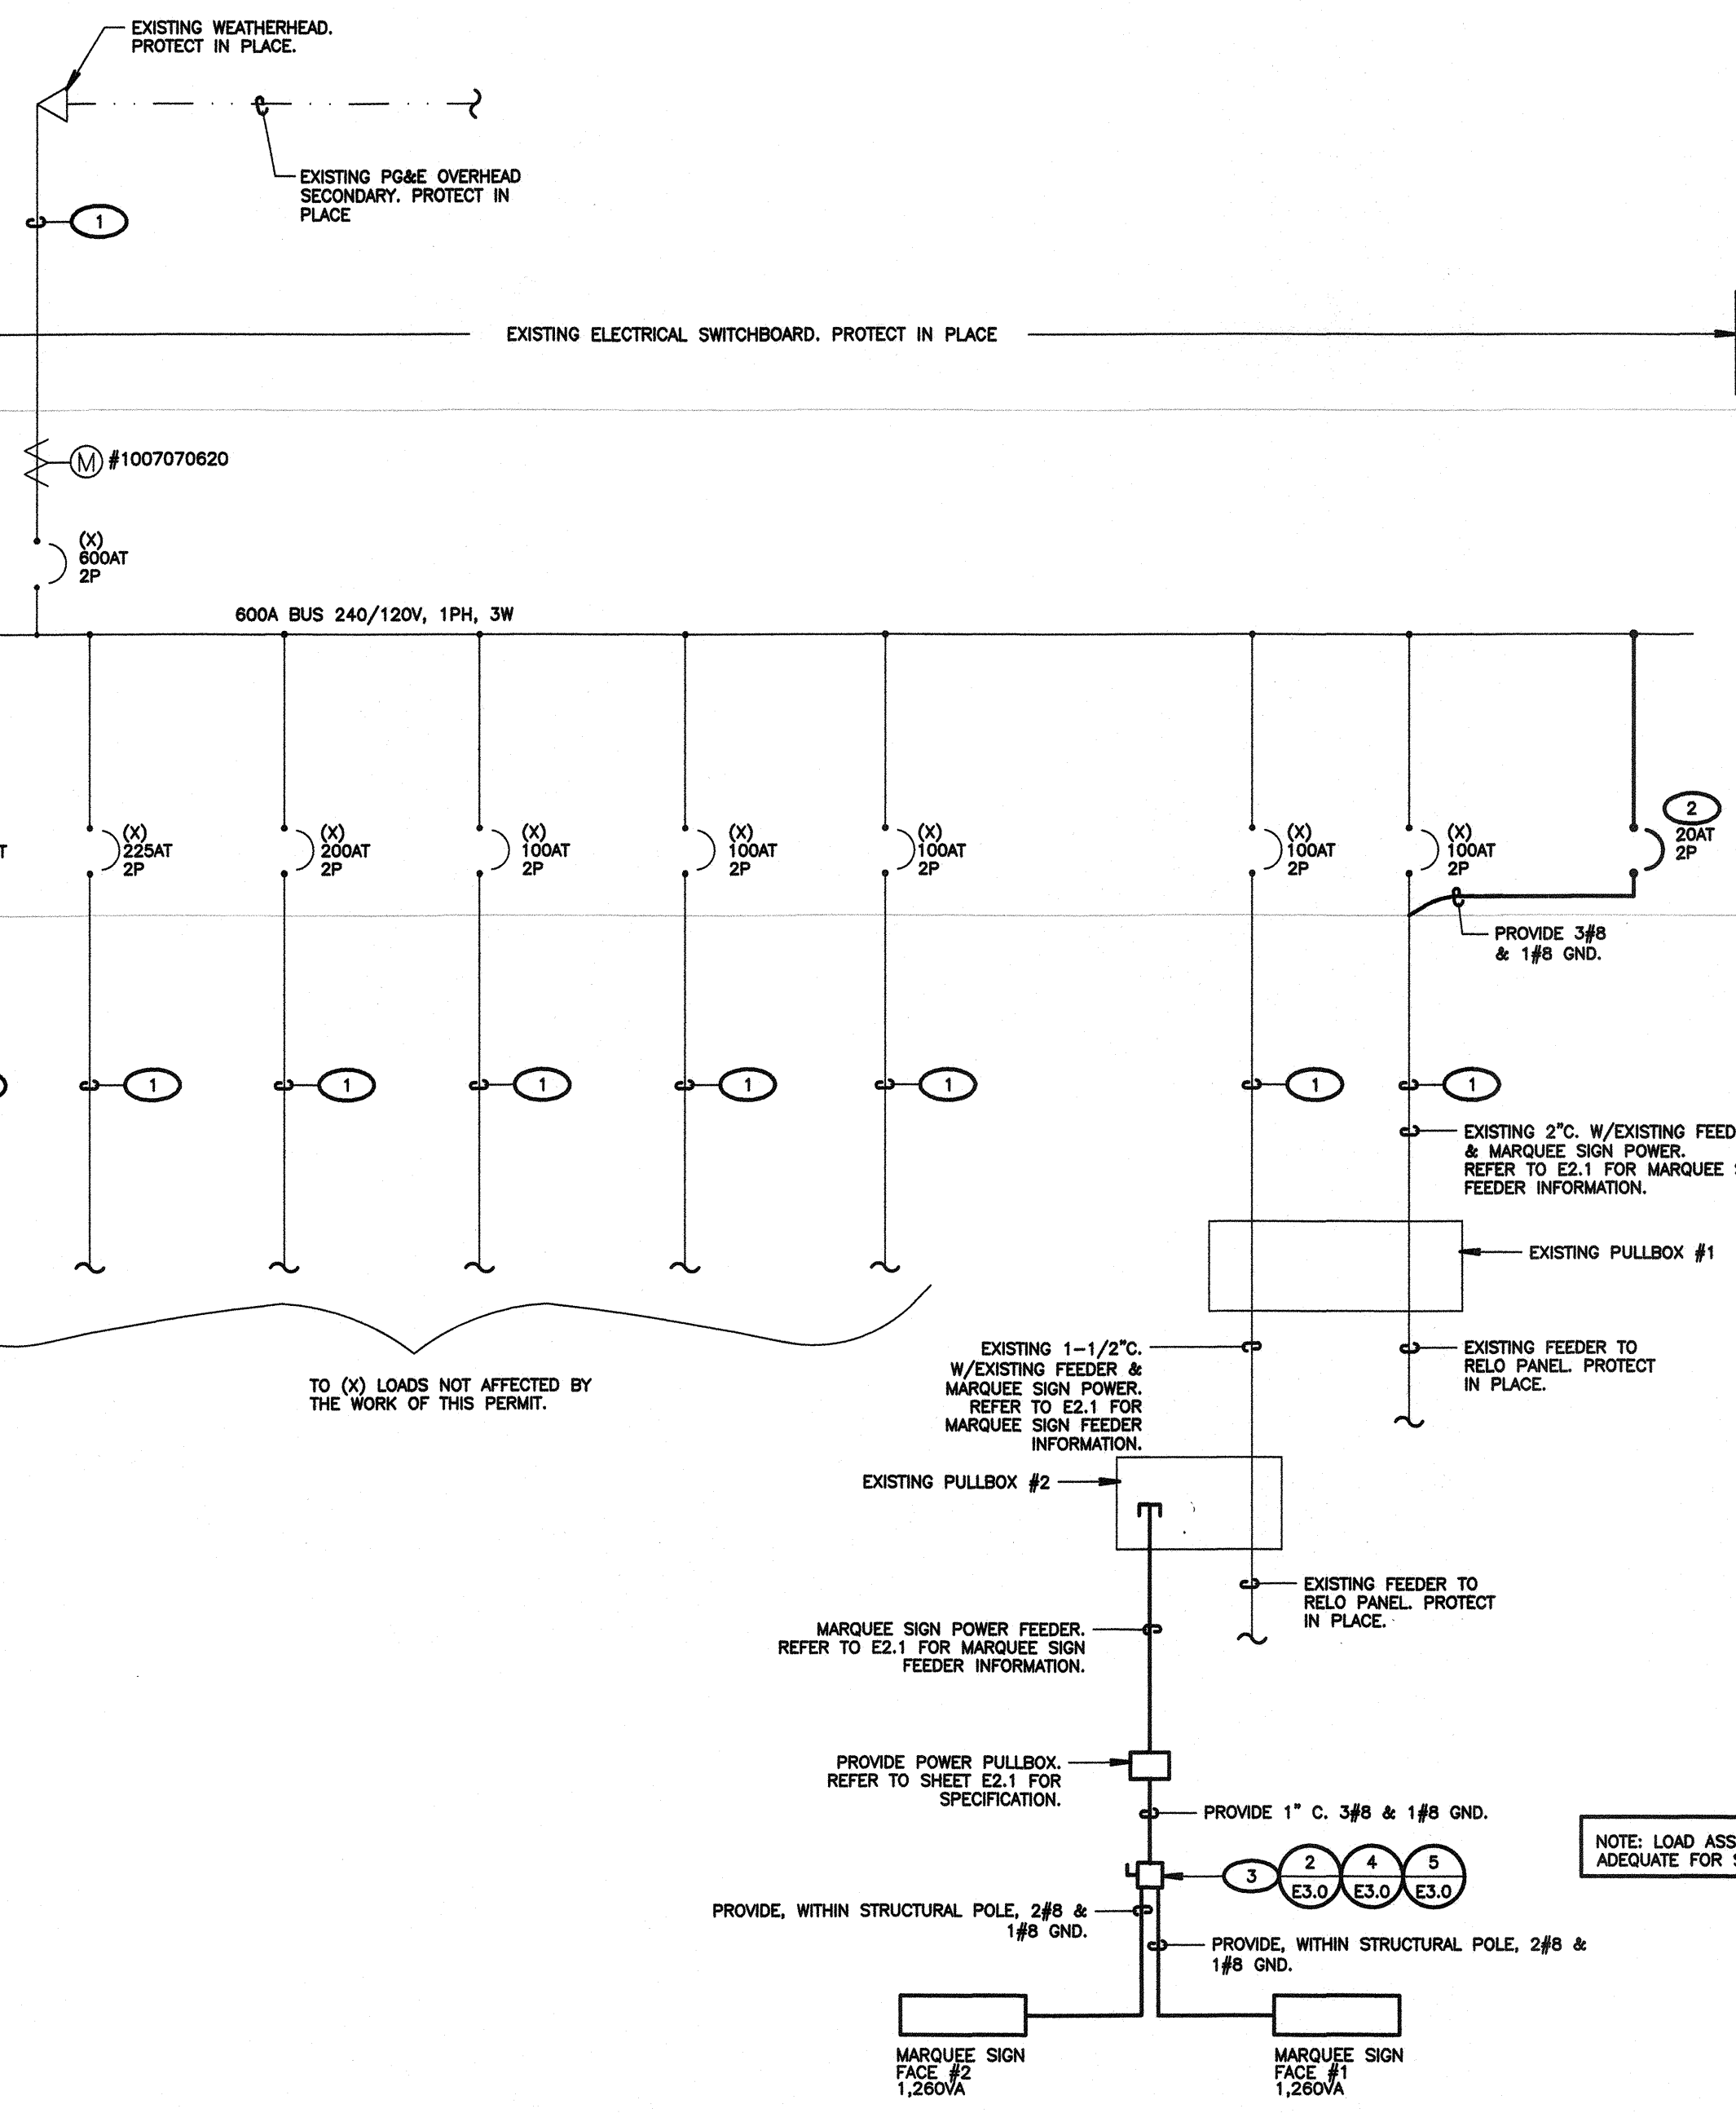 EXISTING WEATHERHEAD.
PROTECT IN PLACE.
EXISTING PG&E OVERHEAD
SECONDARY. PROTECT IN
PLACE
1
EXISTING ELECTRICAL SWITCHBOARD. PROTECT IN PLACE
M #1007070620
(X)
600AT
2P
600A BUS 240/120V, 1PH, 3W
T
(X)
225AT
2P
(X)
200AT
2P
(X)
100AT
2P
(X)
100AT
2P
(X)
100AT
2P
(X)
100AT
2P
(X)
100AT
2P
2
20AT
2P
PROVIDE 3#8
& 1#8 GND.
1
1
1
1
1
1
1
EXISTING 2"C. W/EXISTING FEED
& MARQUEE SIGN POWER.
REFER TO E2.1 FOR MARQUEE
FEEDER INFORMATION.
EXISTING PULLBOX #1
EXISTING 1-1/2"C.
W/EXISTING FEEDER &
MARQUEE SIGN POWER.
REFER TO E2.1 FOR
MARQUEE SIGN FEEDER
INFORMATION.
EXISTING FEEDER TO
RELO PANEL. PROTECT
IN PLACE.
TO (X) LOADS NOT AFFECTED BY
THE WORK OF THIS PERMIT.
EXISTING PULLBOX #2
EXISTING FEEDER TO
RELO PANEL. PROTECT
IN PLACE.
MARQUEE SIGN POWER FEEDER.
REFER TO E2.1 FOR MARQUEE SIGN
FEEDER INFORMATION.
PROVIDE POWER PULLBOX.
REFER TO SHEET E2.1 FOR
SPECIFICATION.
PROVIDE 1" C. 3#8 & 1#8 GND.
NOTE: LOAD ASS
ADEQUATE FOR
3
2
E3.0
4
E3.0
5
E3.0
PROVIDE, WITHIN STRUCTURAL POLE, 2#8 &
1#8 GND.
PROVIDE, WITHIN STRUCTURAL POLE, 2#8 &
1#8 GND.
MARQUEE SIGN
FACE #2
1,260VA
MARQUEE SIGN
FACE #1
1,260VA